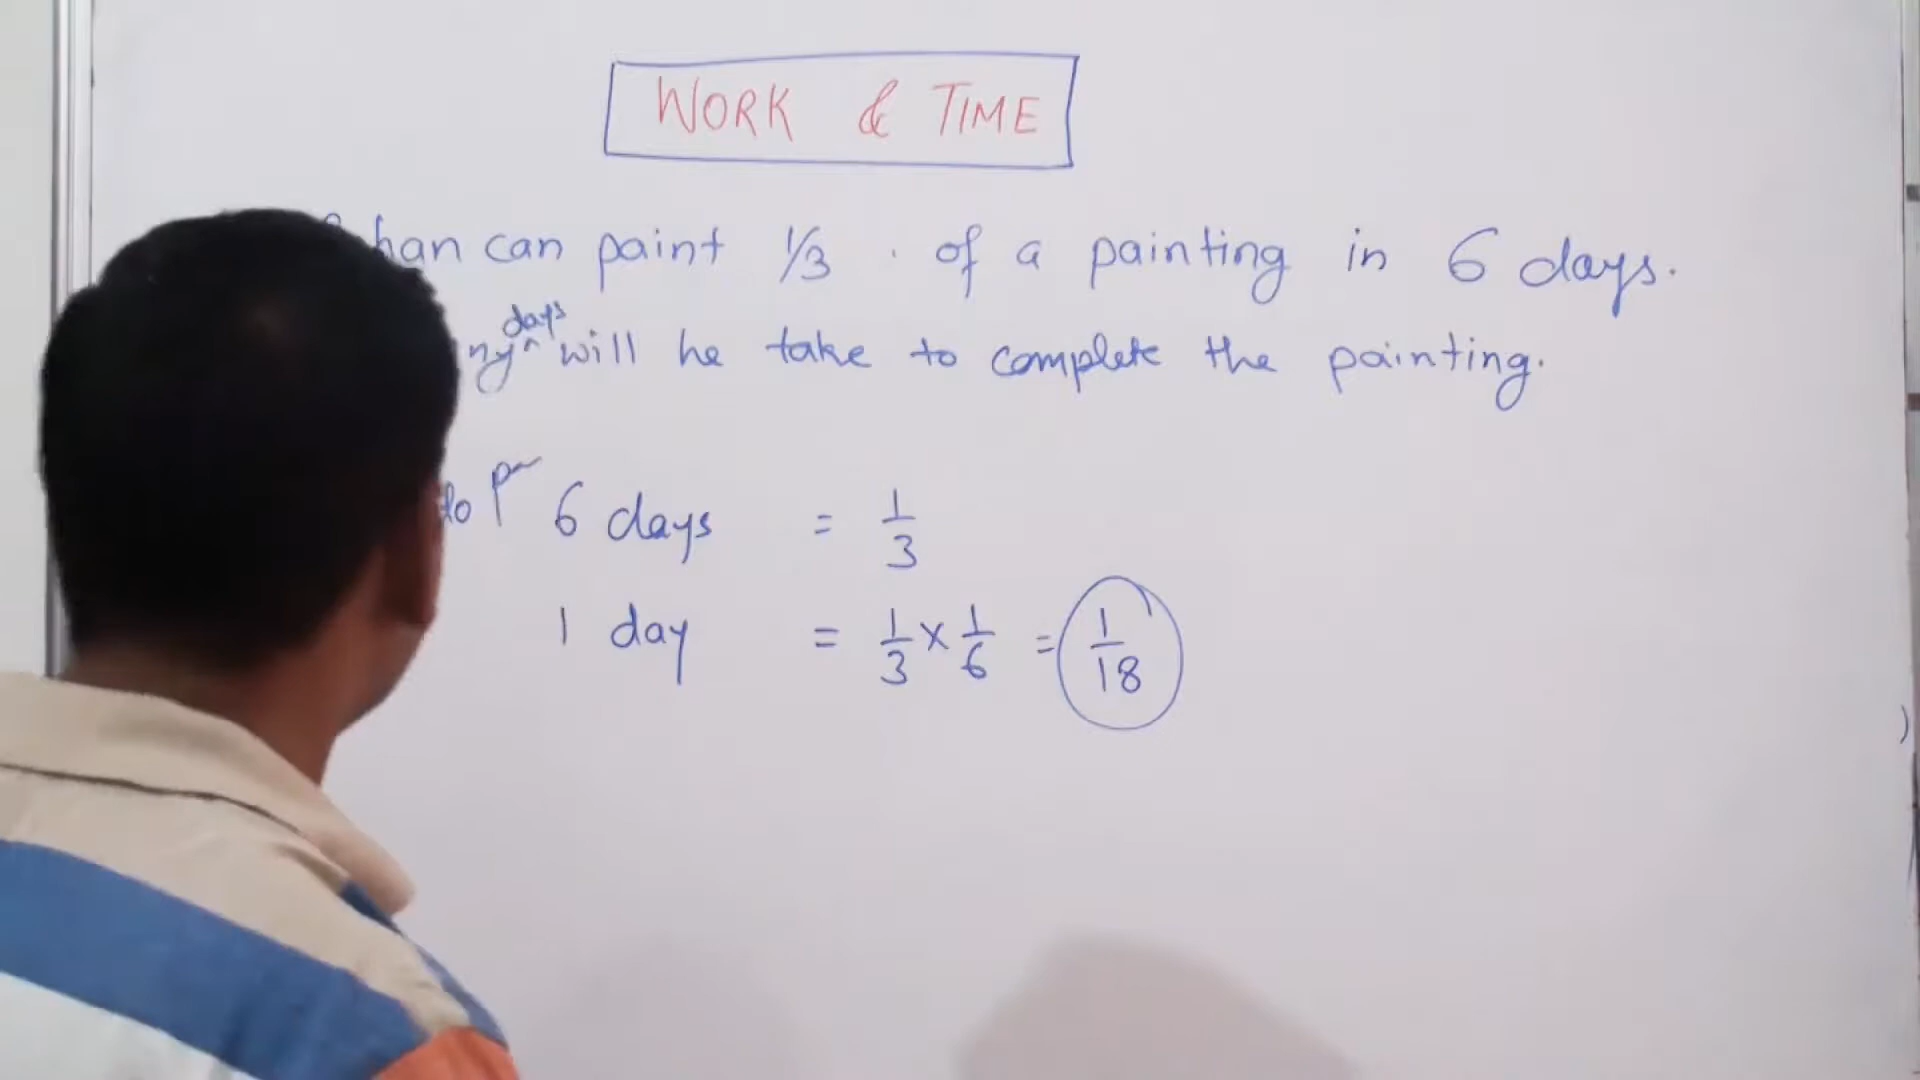 WORK & TIME
han can paint 1/3 . of a painting in 6 days.
days
ny ^ will he take to complete the painting.
6 days = 1/3
1 day = 1/3 x 1/6 = 1/18